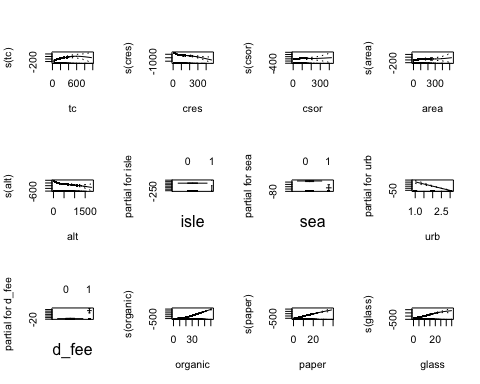 s(tc)
-200
0 600
tc
s(cres)
-1000
0 300
cres
s(csor)
-400
0 300
csor
s(area)
-200
0 300
area
s(alt)
-600
0 1500
alt
partial for isle
-250
0 1
isle
partial for sea
-80
0 1
sea
partial for urb
-50
1.0 2.5
urb
partial for d_fee
-20
0 1
d_fee
s(organic)
-500
0 30
organic
s(paper)
-500
0 20
paper
s(glass)
-500
0 20
glass